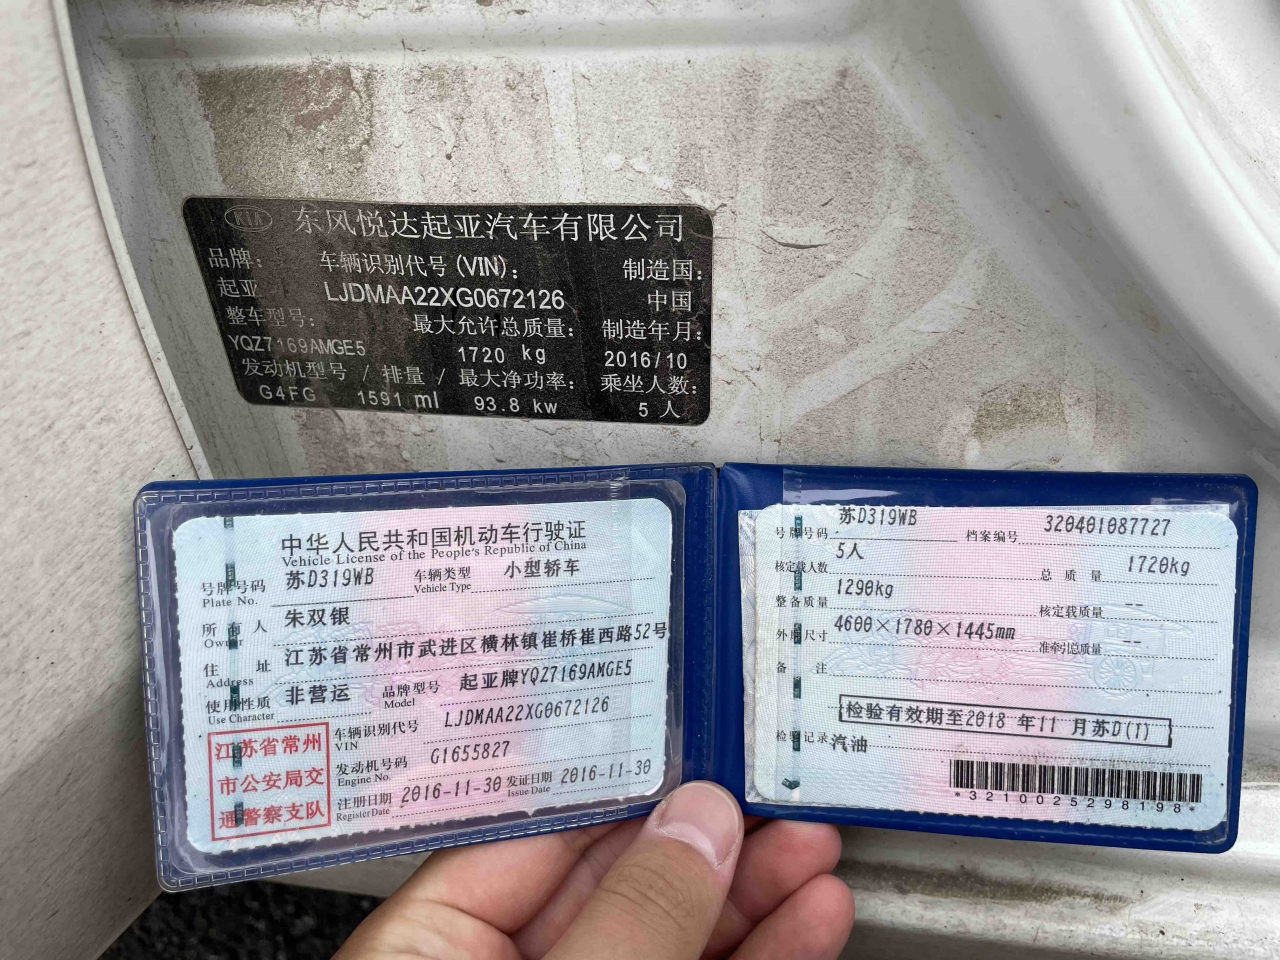 KIA 东风悦达起亚汽车有限公司
品牌： 车辆识别代号(VIN)： 制造国：
起亚 LJDMAA22XG0672126 中国
整车型号： 最大允许总质量： 制造年月：
YQZ7169AMGE5 1720 kg 2016/10
发动机型号 / 排量 / 最大净功率： 乘坐人数：
G4FG 1591 ml 93.8 kw 5 人
中华人民共和国机动车行驶证
Vehicle License of the People's Republic of China
号牌号码 苏D319WB 车辆类型 小型轿车
Plate No. Vehicle Type
所有人 朱双银
Owner
住址 江苏省常州市武进区横林镇崔桥崔西路52号
Address
使用性质 非营运 品牌型号 起亚牌YQZ7169AMGE5
Use Character Model
江苏省常州
市公安局交
通警察支队
车辆识别代号 LJDMAA22XG0672126
VIN
发动机号码 G1655827
Engine No.
注册日期 2016-11-30 发证日期 2016-11-30
Register Date Issue Date
号牌号码 苏D319WB 档案编号 320401087727
核定载人数 5人 总质量 1720kg
整备质量 1290kg 核定载质量 --
外廓尺寸 4600×1780×1445mm 准牵引总质量 --
备注
检验有效期至2018年11月苏D(1)
检验记录 汽油
*3210025298198*